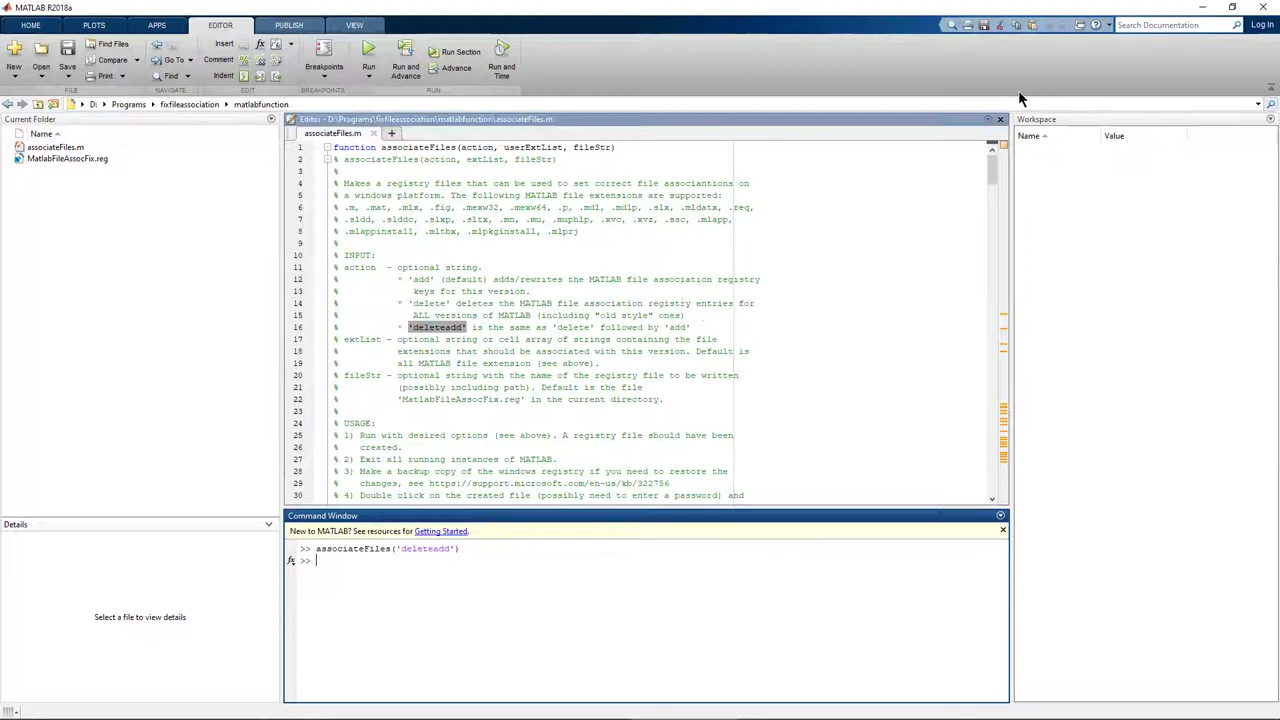 MATLAB R2018a
HOME PLOTS APPS EDITOR PUBLISH VIEW Search Documentation Log In
New Open Save Find Files Compare Print
Go To Find
Insert Comment Indent
Breakpoints
Run Run and Advance Run Section Advance Run and Time
FILE NAVIGATE EDIT BREAKPOINTS RUN
D: Programs fixfileassociation matlabfunction
Current Folder
Name
associateFiles.m
MatlabFileAssocFix.reg
Details
Select a file to view details
Editor - D:\Programs\fixfileassociation\matlabfunction\associateFiles.m
associateFiles.m
1 function associateFiles(action, userExtList, fileStr)
2 % associateFiles(action, extList, fileStr)
3 %
4 % Makes a registry files that can be used to set correct file associantions on
5 % a windows platform. The following MATLAB file extensions are supported:
6 % .m, .mat, .mlx, .fig, .mexw32, .mexw64, .p, .mdl, .mdlp, .slx, .mldatx, .req,
7 % .sldd, .slddc, .slxp, .sltx, .mn, .mu, .muphlp, .xvc, .xvz, .ssc, .mlapp,
8 % .mlappinstall, .mltbx, .mlpkginstall, .mlprj
9 %
10 % INPUT:
11 % action - optional string.
12 % * 'add' (default) adds/rewrites the MATLAB file association registry
13 % keys for this version.
14 % * 'delete' deletes the MATLAB file association registry entries for
15 % ALL versions of MATLAB (including "old style" ones)
16 % * 'deleteadd' is the same as 'delete' followed by 'add'
17 % extList - optional string or cell array of strings containing the file
18 % extensions that should be associated with this version. Default is
19 % all MATLAB file extension (see above).
20 % fileStr - optional string with the name of the registry file to be written
21 % (possibly including path). Default is the file
22 % 'MatlabFileAssocFix.reg' in the current directory.
23 %
24 % USAGE:
25 % 1) Run with desired options (see above). A registry file should have been
26 % created.
27 % 2) Exit all running instances of MATLAB.
28 % 3) Make a backup copy of the windows registry if you need to restore the
29 % changes, see https://support.microsoft.com/en-us/kb/322756
30 % 4) Double click on the created file (possibly need to enter a password) and
Command Window
New to MATLAB? See resources for Getting Started.
>> associateFiles('deleteadd')
fx >>
Workspace
Name Value